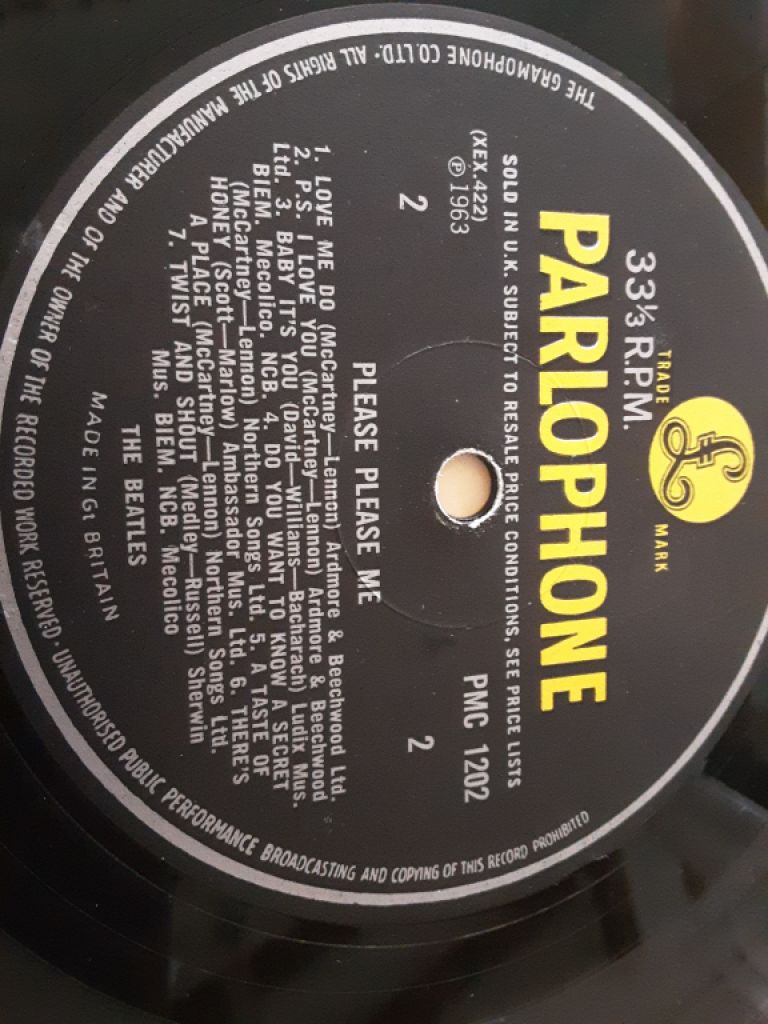 33⅓ R.P.M.
TRADE £ MARK
PARLOPHONE
SOLD IN U.K. SUBJECT TO RESALE PRICE CONDITIONS, SEE PRICE LISTS
(XEX.422)
PMC 1202
℗1963
2
2
PLEASE PLEASE ME
1. LOVE ME DO (McCartney—Lennon) Ardmore & Beechwood Ltd.
2. P.S. I LOVE YOU (McCartney—Lennon) Ardmore & Beechwood
Ltd. 3. BABY IT'S YOU (David—Williams—Bacharach) Ludix Mus.
BIEM. Mecolico. NCB. 4. DO YOU WANT TO KNOW A SECRET
(McCartney—Lennon) Northern Songs Ltd. 5. A TASTE OF
HONEY (Scott—Marlow) Ambassador Mus. Ltd. 6. THERE'S
A PLACE (McCartney—Lennon) Northern Songs Ltd.
7. TWIST AND SHOUT (Medley—Russell) Sherwin
Mus. BIEM. NCB. Mecolico
THE BEATLES
MADE IN Gt BRITAIN
THE GRAMOPHONE CO.LTD. · ALL RIGHTS OF THE MANUFACTURER AND OF THE OWNER OF THE RECORDED WORK RESERVED · UNAUTHORISED PUBLIC PERFORMANCE BROADCASTING AND COPYING OF THIS RECORD PROHIBITED